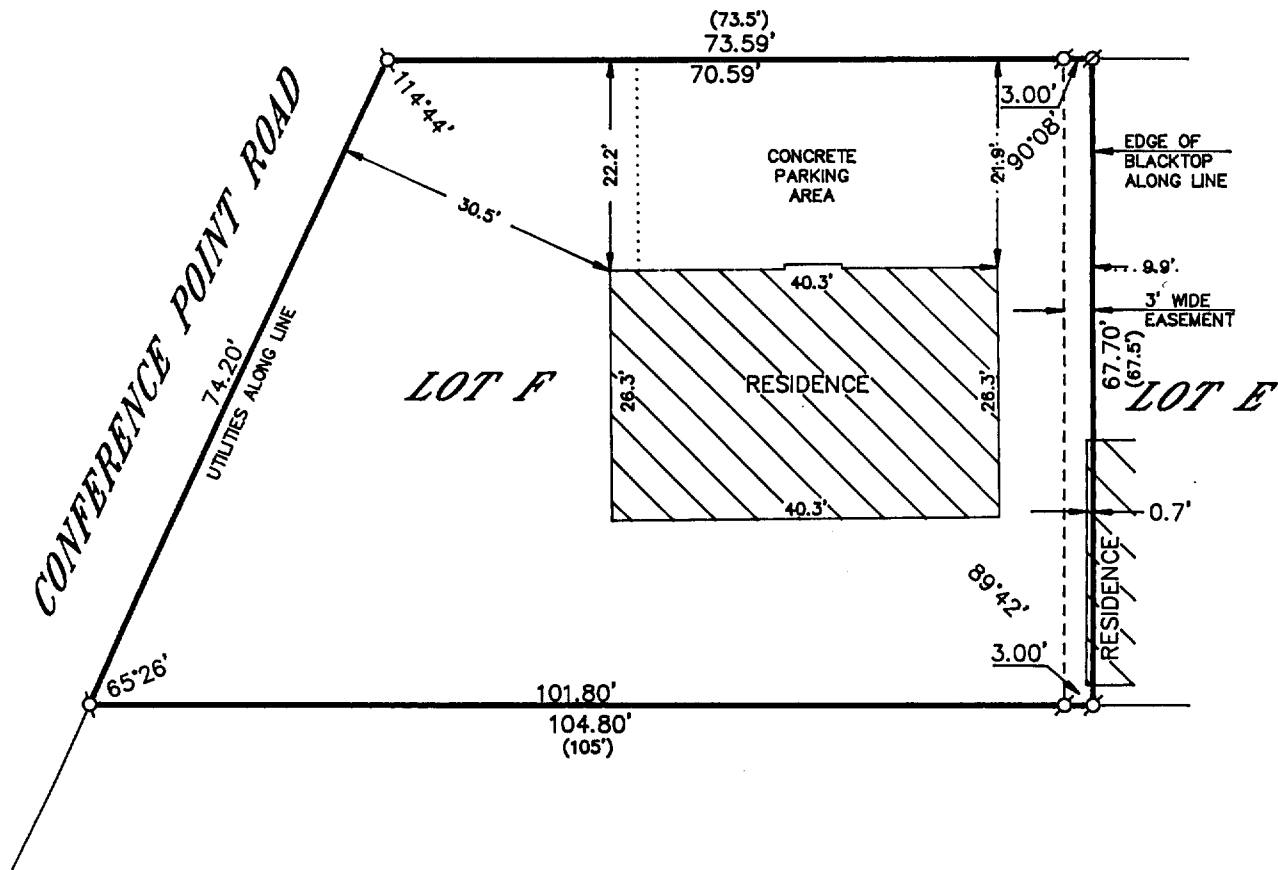 (73.5')
73.59'
70.59'
114°44'
3.00'
90°08'
CONFERENCE POINT ROAD
22.2'
CONCRETE
PARKING
AREA
21.9'
EDGE OF
BLACKTOP
ALONG LINE
30.5'
9.9'
40.3'
3' WIDE
EASEMENT
74.20'
UTILITIES ALONG LINE
LOT F
26.3'
RESIDENCE
26.3'
67.70'
(67.5')
LOT E
40.3'
0.7'
89°42'
RESIDENCE
65°26'
3.00'
101.80'
104.80'
(105')